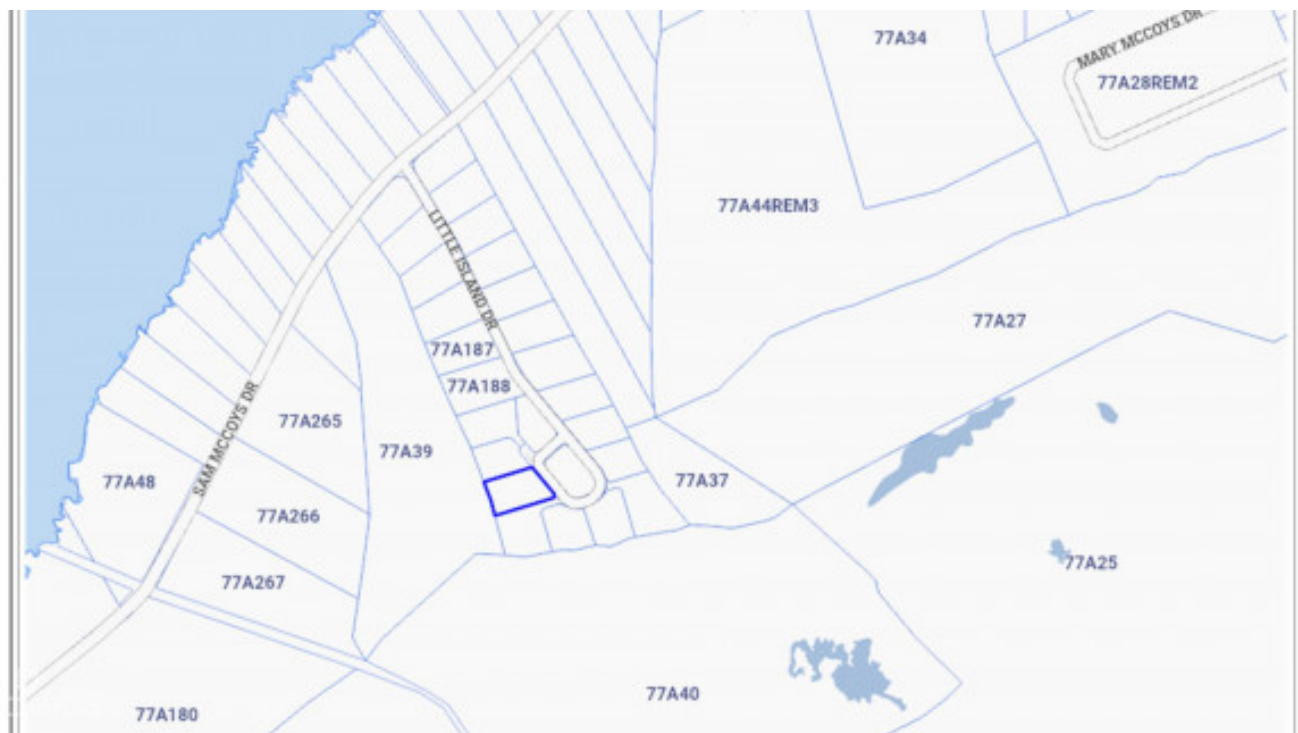 77A34
MARY MCCOYS DR
77A28REM2
77A44REM3
LITTLE ISLAND DR
77A27
77A187
77A188
SAM MCCOYS DR
77A265
77A39
77A48
77A37
77A266
77A25
77A267
77A40
77A180